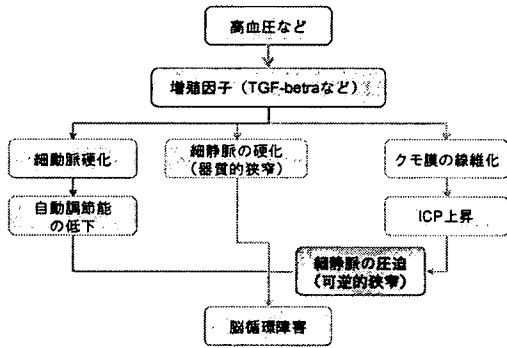 高血圧など
増殖因子（TGF-betraなど）
細動脈硬化
細静脈の硬化
（器質的狭窄）
クモ膜の線維化
自動調節能
の低下
ICP上昇
細静脈の圧迫
（可逆的狭窄）
脳循環障害